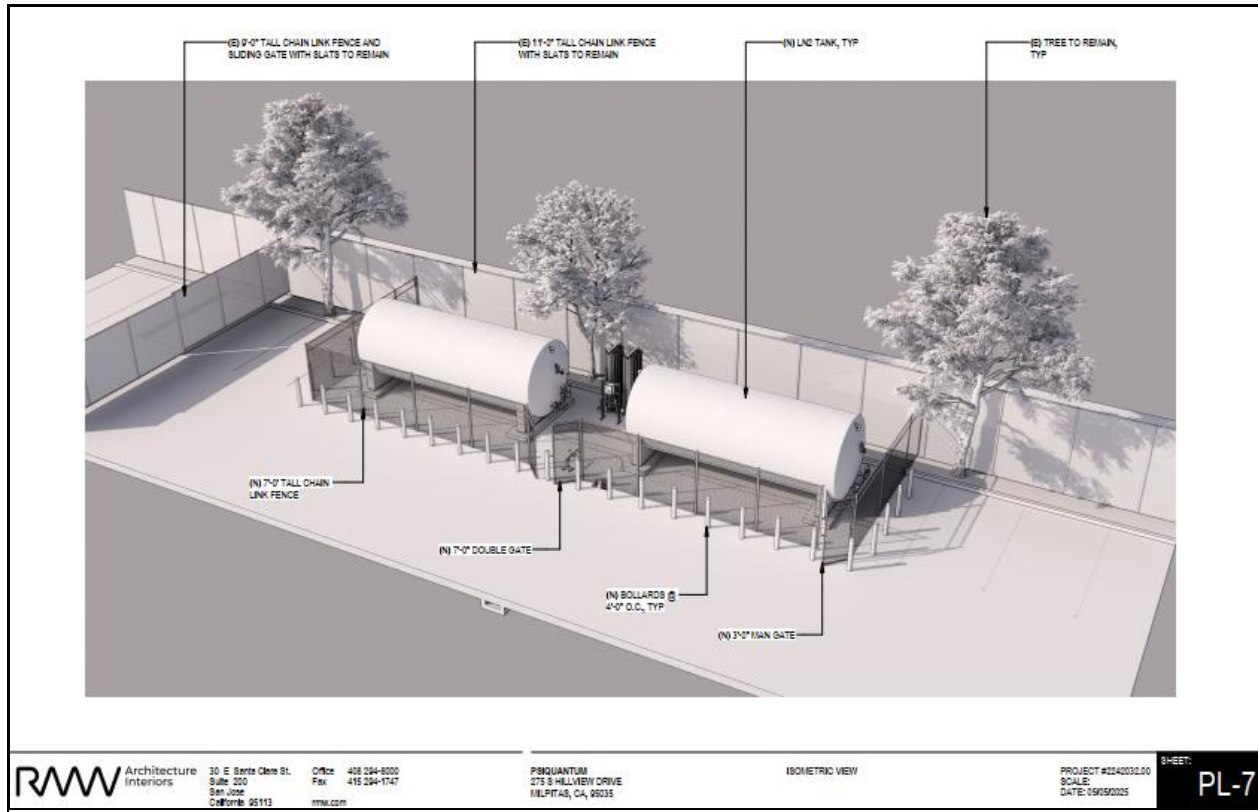 (E) 9'-0" TALL CHAIN LINK FENCE AND
SLIDING GATE WITH SLATS TO REMAIN
(E) 11'-0" TALL CHAIN LINK FENCE
WITH SLATS TO REMAIN
(N) LN2 TANK, TYP
(E) TREE TO REMAIN,
TYP
(N) 7'-0" TALL CHAIN
LINK FENCE
(N) 7'-0" DOUBLE GATE
(N) BOLLARDS @
4'-0" O.C., TYP
(N) 3'-0" MAN GATE
RMW Architecture
Interiors
30 E Santa Clara St.
Suite 200
San Jose
California 95113
Office 408 294-8000
Fax 415 294-1747
rmw.com
PSIQUANTUM
275 S HILLVIEW DRIVE
MILPITAS, CA, 95035
ISOMETRIC VIEW
PROJECT #2242032.00
SCALE:
DATE: 05/05/2025
SHEET:
PL-7